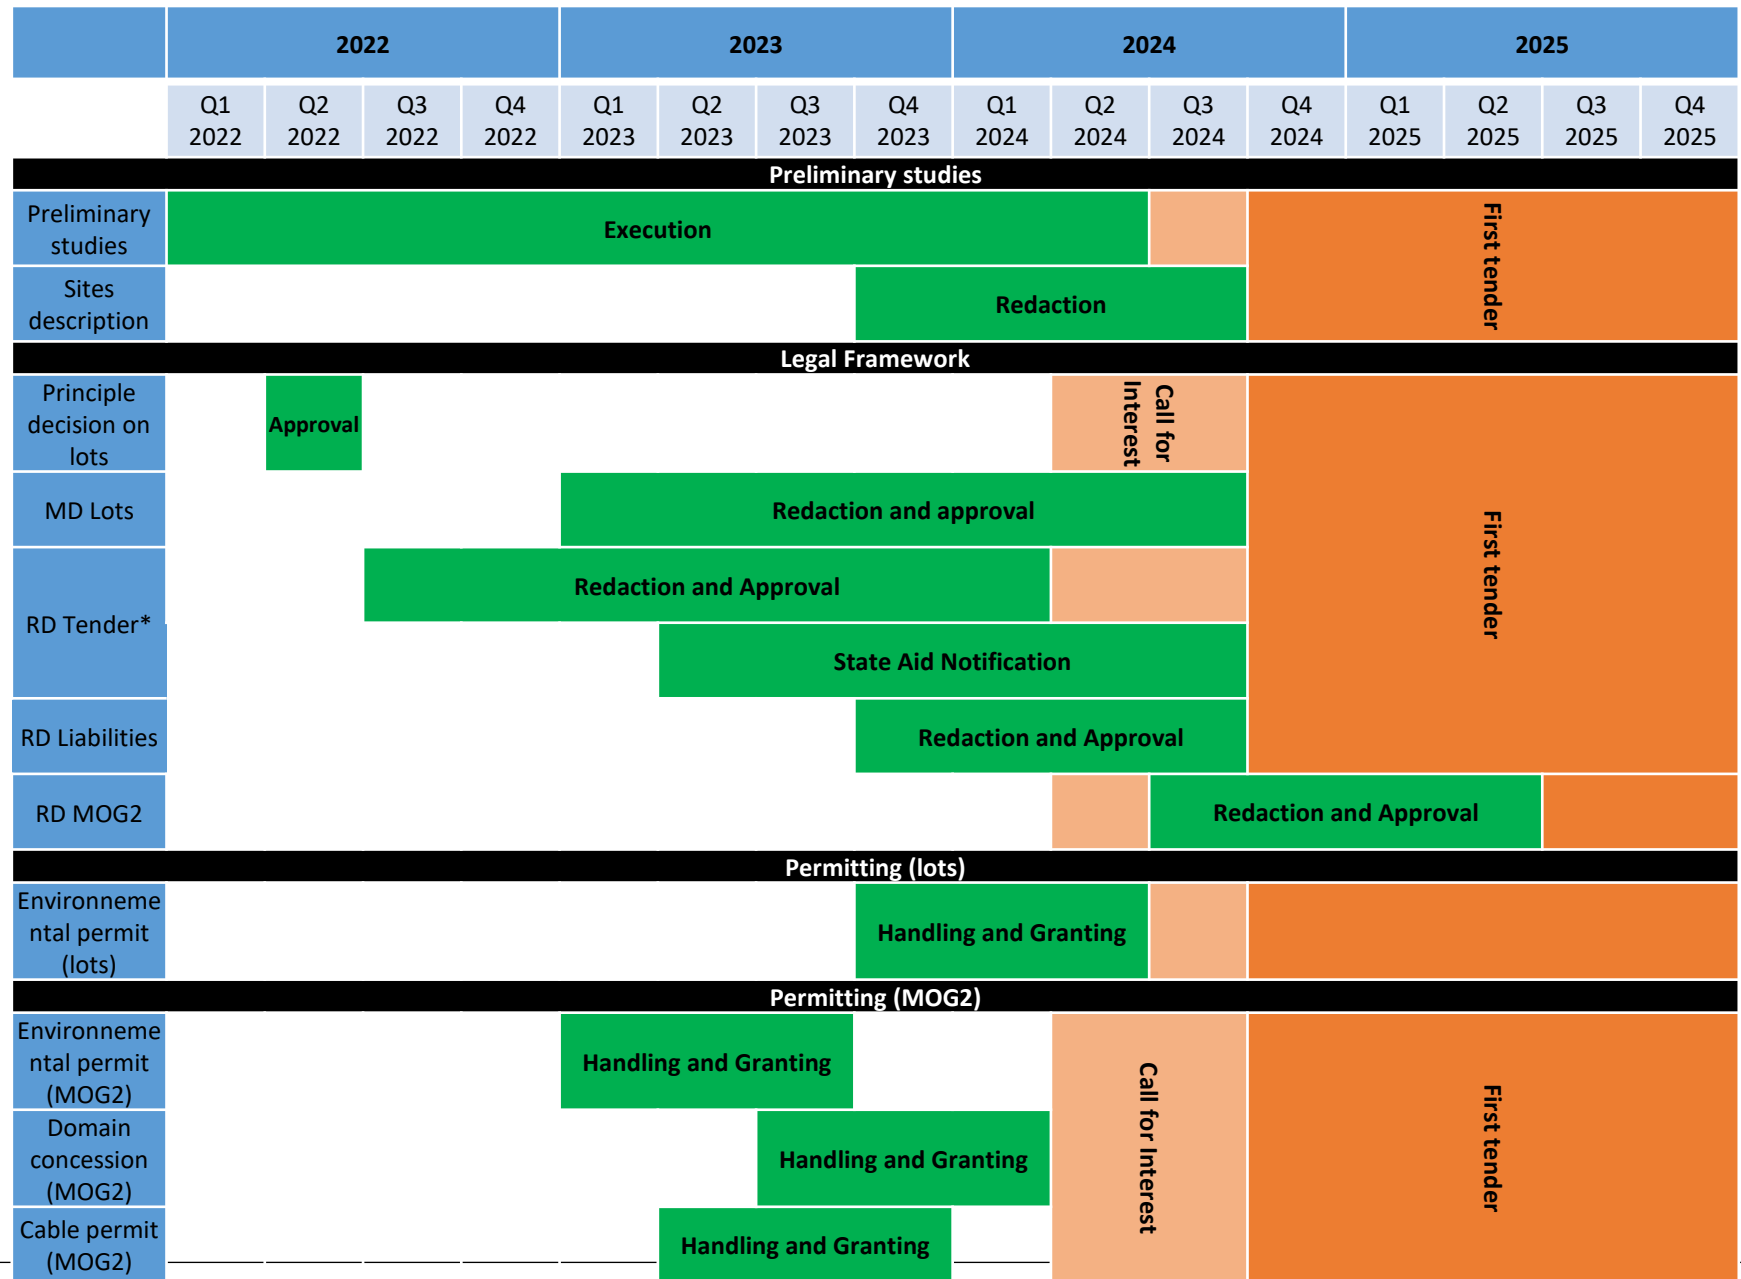 2022
2023
2024
2025
Q1
2022
Q2
2022
Q3
2022
Q4
2022
Q1
2023
Q2
2023
Q3
2023
Q4
2023
Q1
2024
Q2
2024
Q3
2024
Q4
2024
Q1
2025
Q2
2025
Q3
2025
Q4
2025
Preliminary studies
Preliminary
studies
Execution
First tender
Sites
description
Redaction
Legal Framework
Principle
decision on
lots
Approval
Call for
Interest
First tender
MD Lots
Redaction and approval
RD Tender*
Redaction and Approval
State Aid Notification
RD Liabilities
Redaction and Approval
RD MOG2
Redaction and Approval
Permitting (lots)
Environneme
ntal permit
(lots)
Handling and Granting
Permitting (MOG2)
Environneme
ntal permit
(MOG2)
Handling and Granting
Call for Interest
First tender
Domain
concession
(MOG2)
Handling and Granting
Cable permit
(MOG2)
Handling and Granting